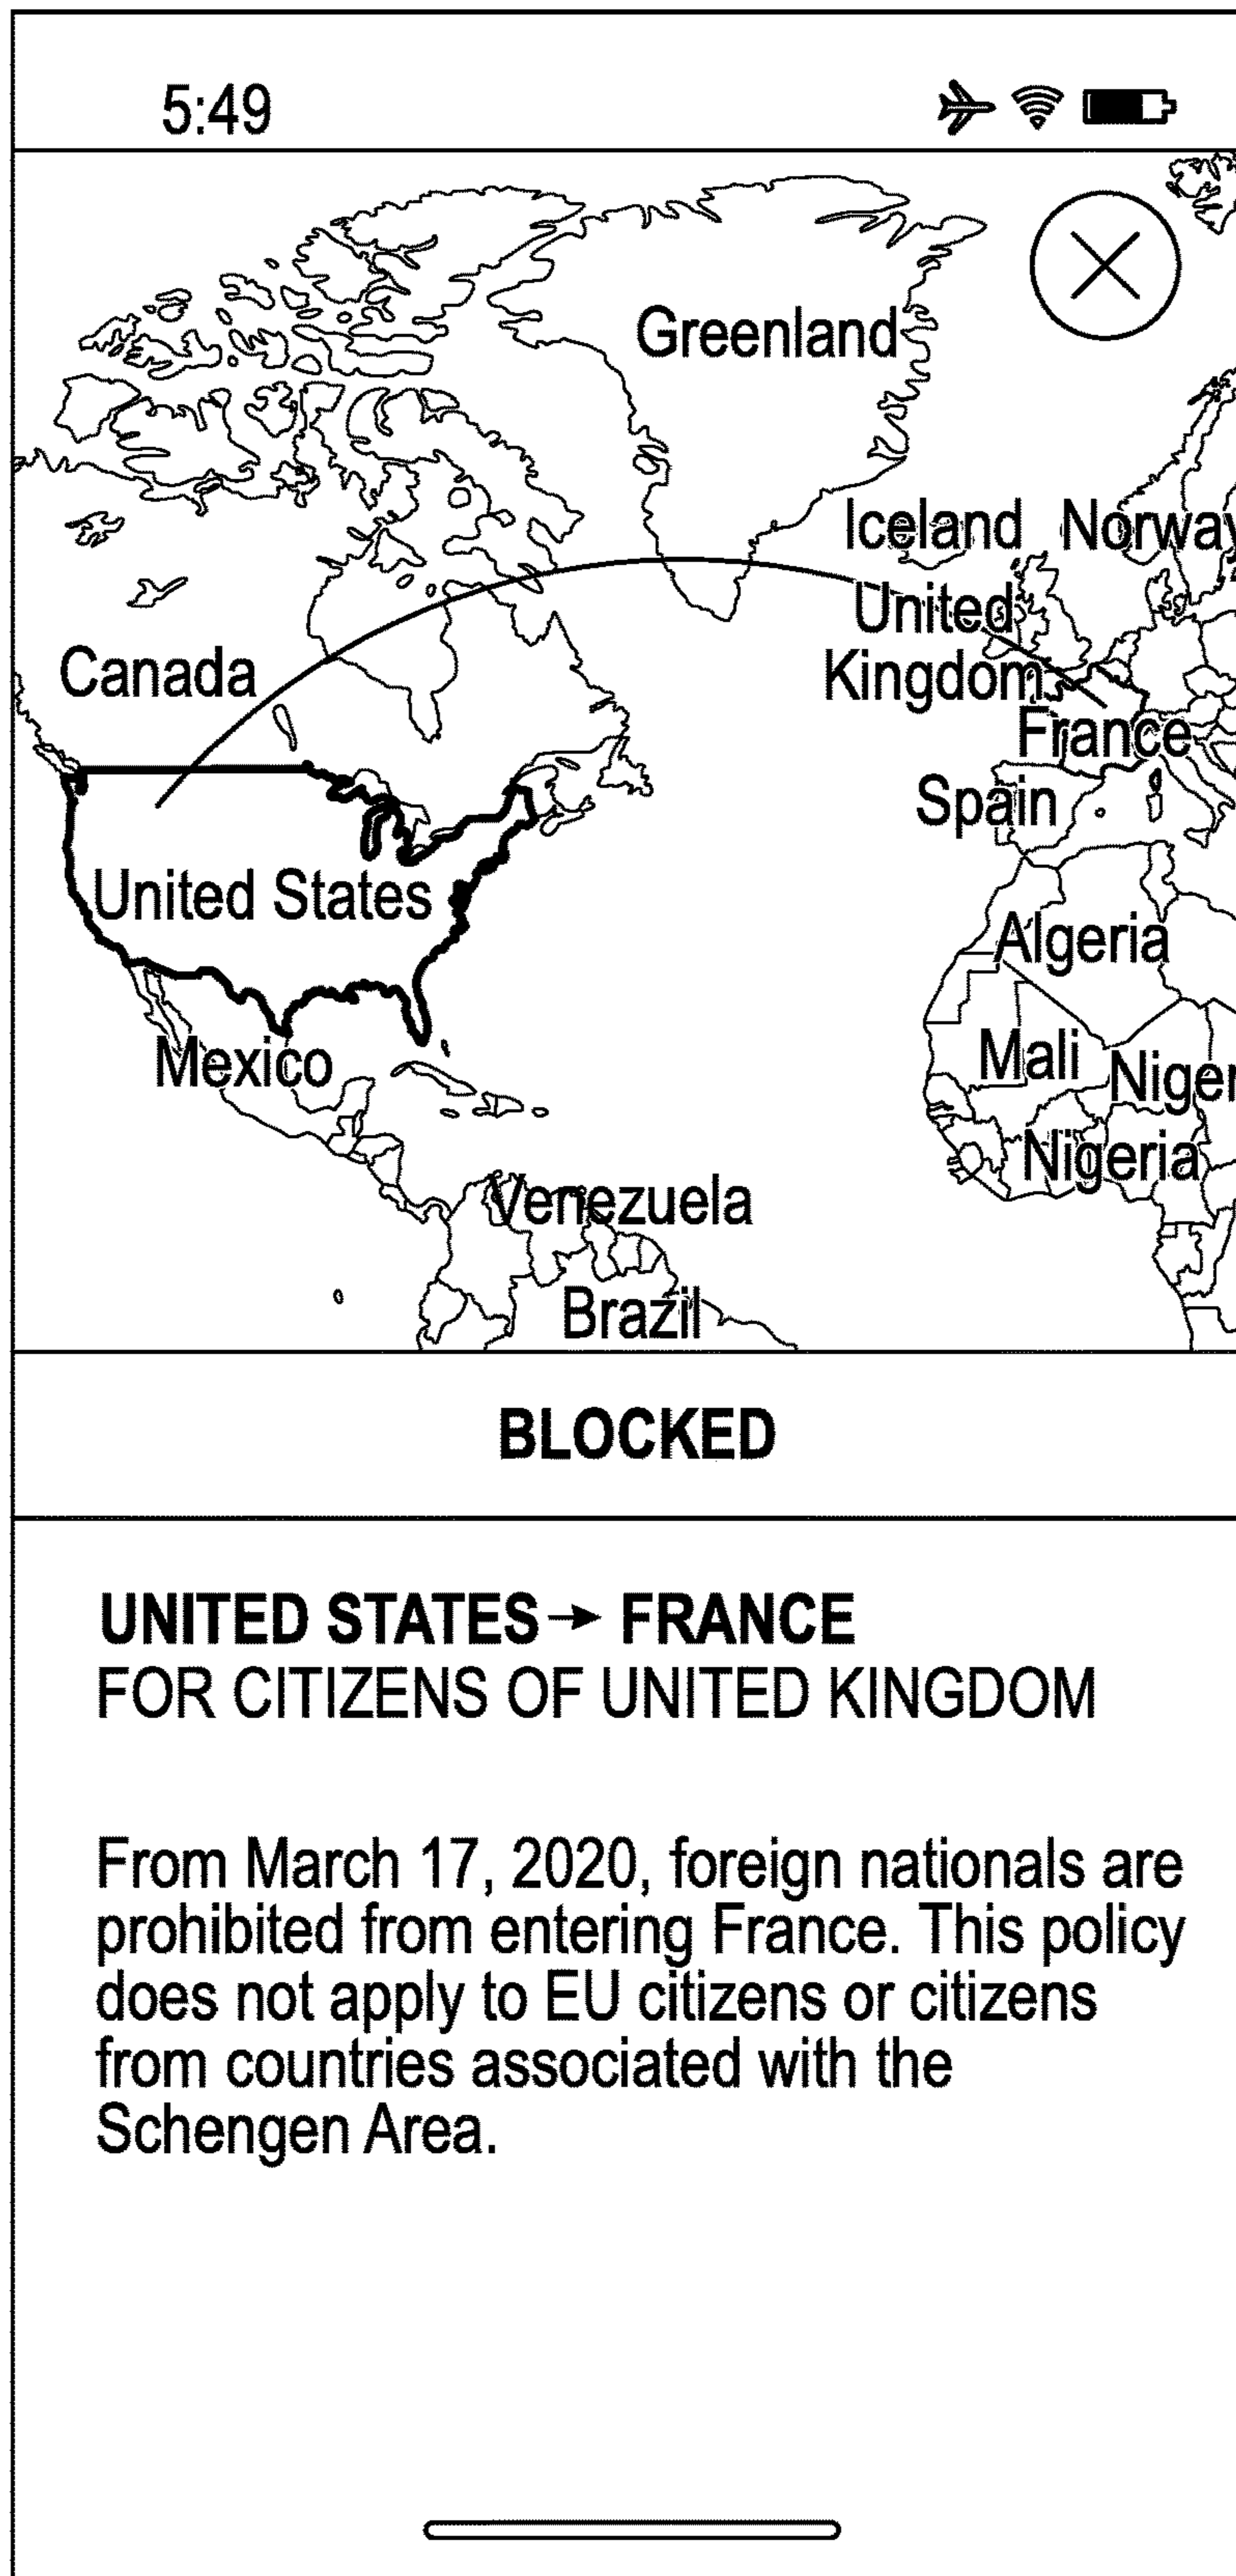 5:49
Greenland
Iceland Norway
United
Kingdom
Canada
France
Spain
United States
Algeria
Mexico
Mali
Niger
Nigeria
Venezuela
Brazil
BLOCKED
UNITED STATES → FRANCE
FOR CITIZENS OF UNITED KINGDOM
From March 17, 2020, foreign nationals are
prohibited from entering France. This policy
does not apply to EU citizens or citizens
from countries associated with the
Schengen Area.